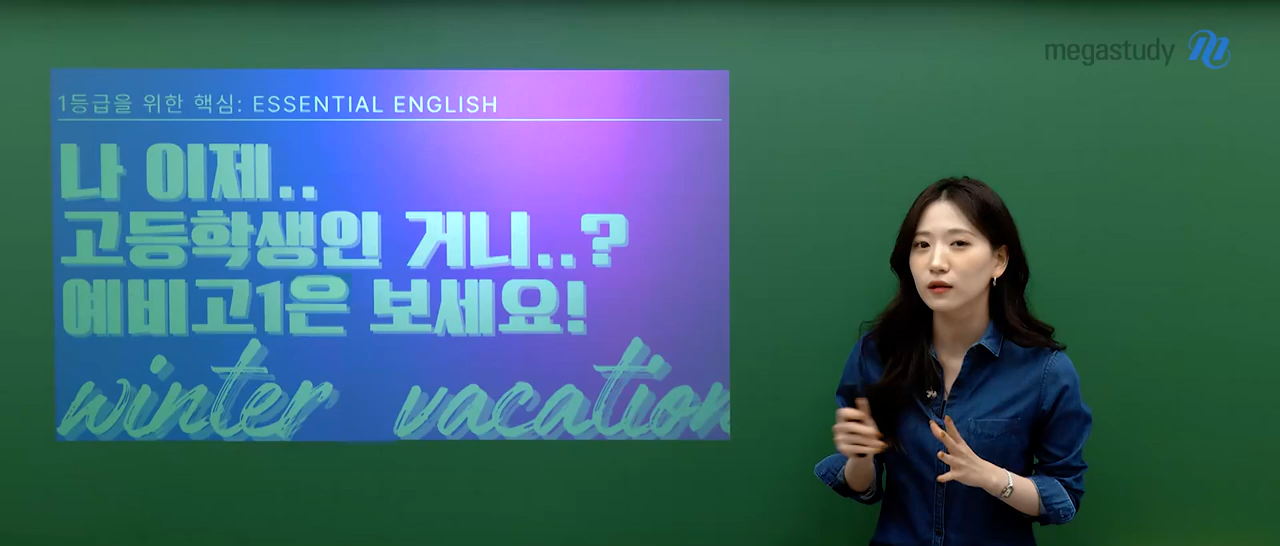 megastudy
1등급을 위한 핵심: ESSENTIAL ENGLISH
나 이제..
고등학생인 거니..?
예비고1은 보세요!
winter vacation